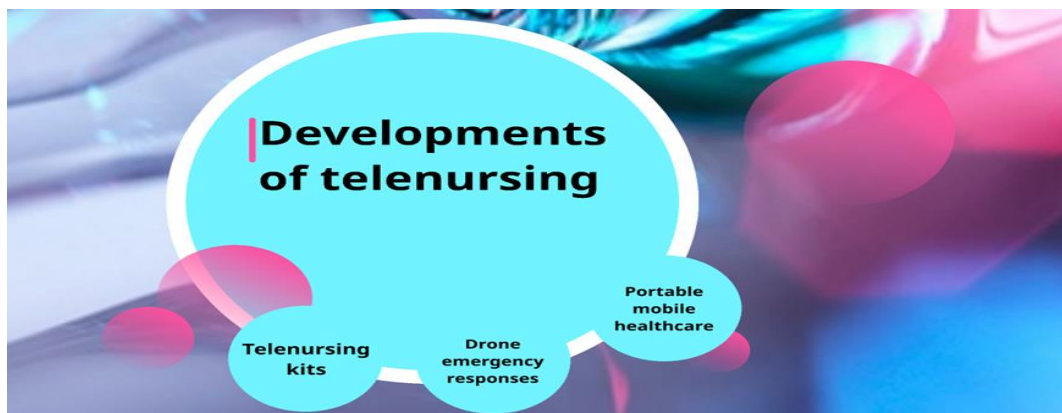 Developments
of telenursing
Telenursing
kits
Drone
emergency
responses
Portable
mobile
healthcare